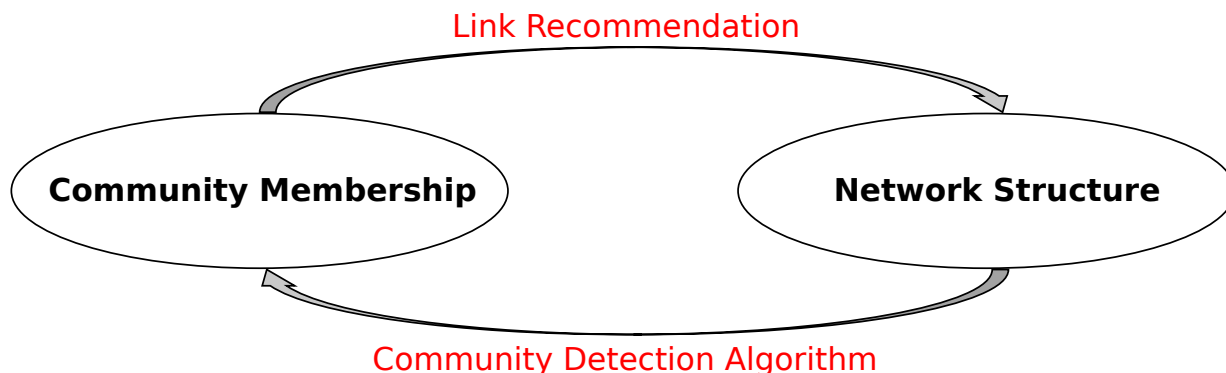 Link Recommendation
Community Membership
Network Structure
Community Detection Algorithm